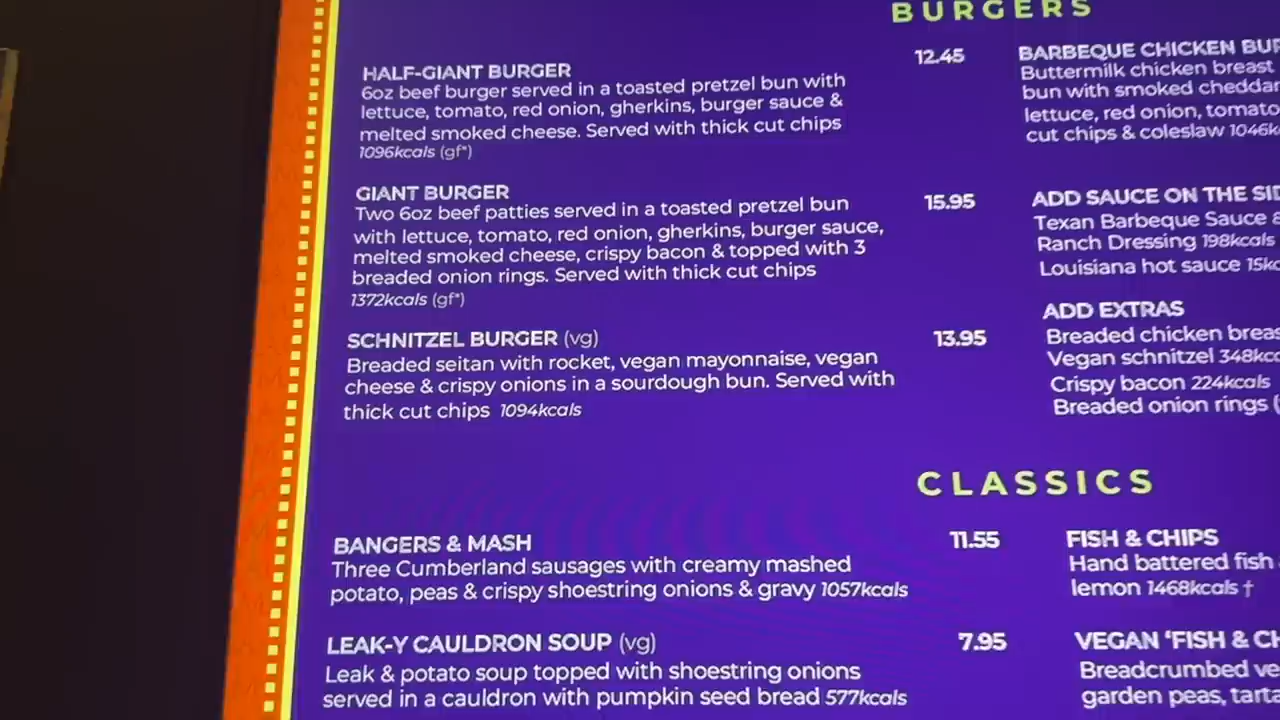 BURGERS
HALF-GIANT BURGER 12.45
6oz beef burger served in a toasted pretzel bun with
lettuce, tomato, red onion, gherkins, burger sauce &
melted smoked cheese. Served with thick cut chips
1096kcals (gf*)
GIANT BURGER 15.95
Two 6oz beef patties served in a toasted pretzel bun
with lettuce, tomato, red onion, gherkins, burger sauce,
melted smoked cheese, crispy bacon & topped with 3
breaded onion rings. Served with thick cut chips
1372kcals (gf*)
SCHNITZEL BURGER (vg) 13.95
Breaded seitan with rocket, vegan mayonnaise, vegan
cheese & crispy onions in a sourdough bun. Served with
thick cut chips 1094kcals
BARBEQUE CHICKEN
Buttermilk chicken breast
bun with smoked cheddar
lettuce, red onion, tomato
cut chips & coleslaw 1046k
ADD SAUCE ON THE
Texan Barbeque Sauce &
Ranch Dressing 198kcals
Louisiana hot sauce 15kc
ADD EXTRAS
Breaded chicken breas
Vegan schnitzel 348kc
Crispy bacon 224kcals
Breaded onion rings (
CLASSICS
BANGERS & MASH 11.55
Three Cumberland sausages with creamy mashed
potato, peas & crispy shoestring onions & gravy 1057kcals
LEAK-Y CAULDRON SOUP (vg) 7.95
Leak & potato soup topped with shoestring onions
served in a cauldron with pumpkin seed bread 577kcals
FISH & CHIPS
Hand battered fish
lemon 1468kcals †
VEGAN ‘FISH & CH
Breadcrumbed ve
garden peas, tarta